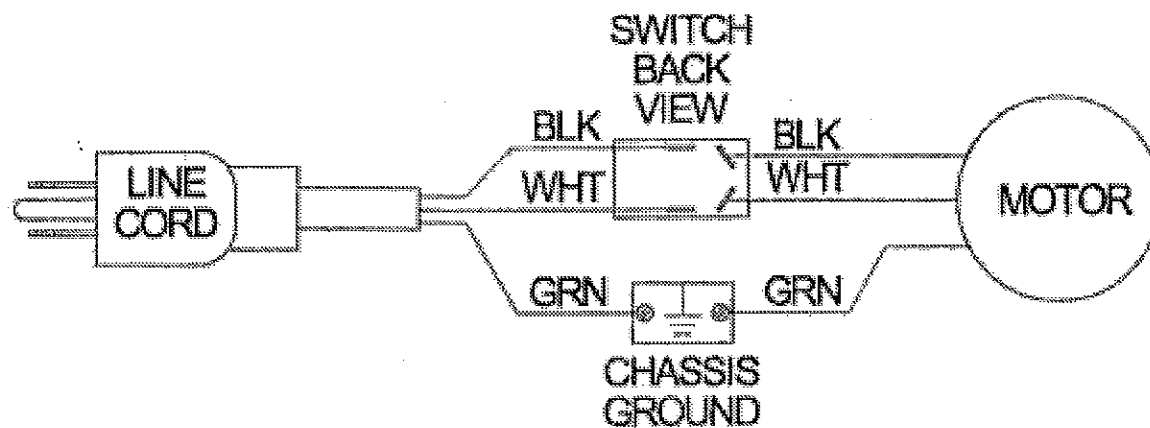 SWITCH
BACK
VIEW
BLK
BLK
WHT
WHT
LINE
CORD
MOTOR
GRN
GRN
CHASSIS
GROUND